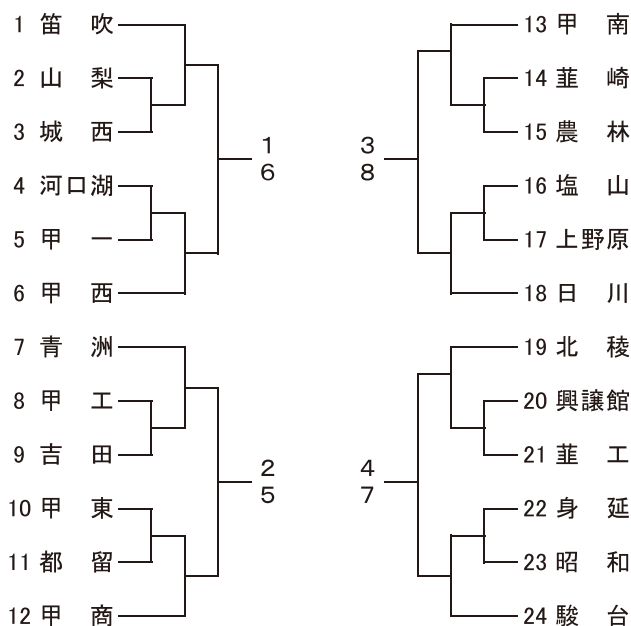 1 笛吹
2 山梨
3 城西
4 河口湖
5 甲一
6 甲西
1
6
7 青洲
8 甲工
9 吉田
10 甲東
11 都留
12 甲商
2
5
13 甲南
14 韮崎
15 農林
16 塩山
17 上野原
18 日川
3
8
19 北稜
20 興譲館
21 韮工
22 身延
23 昭和
24 駿台
4
7